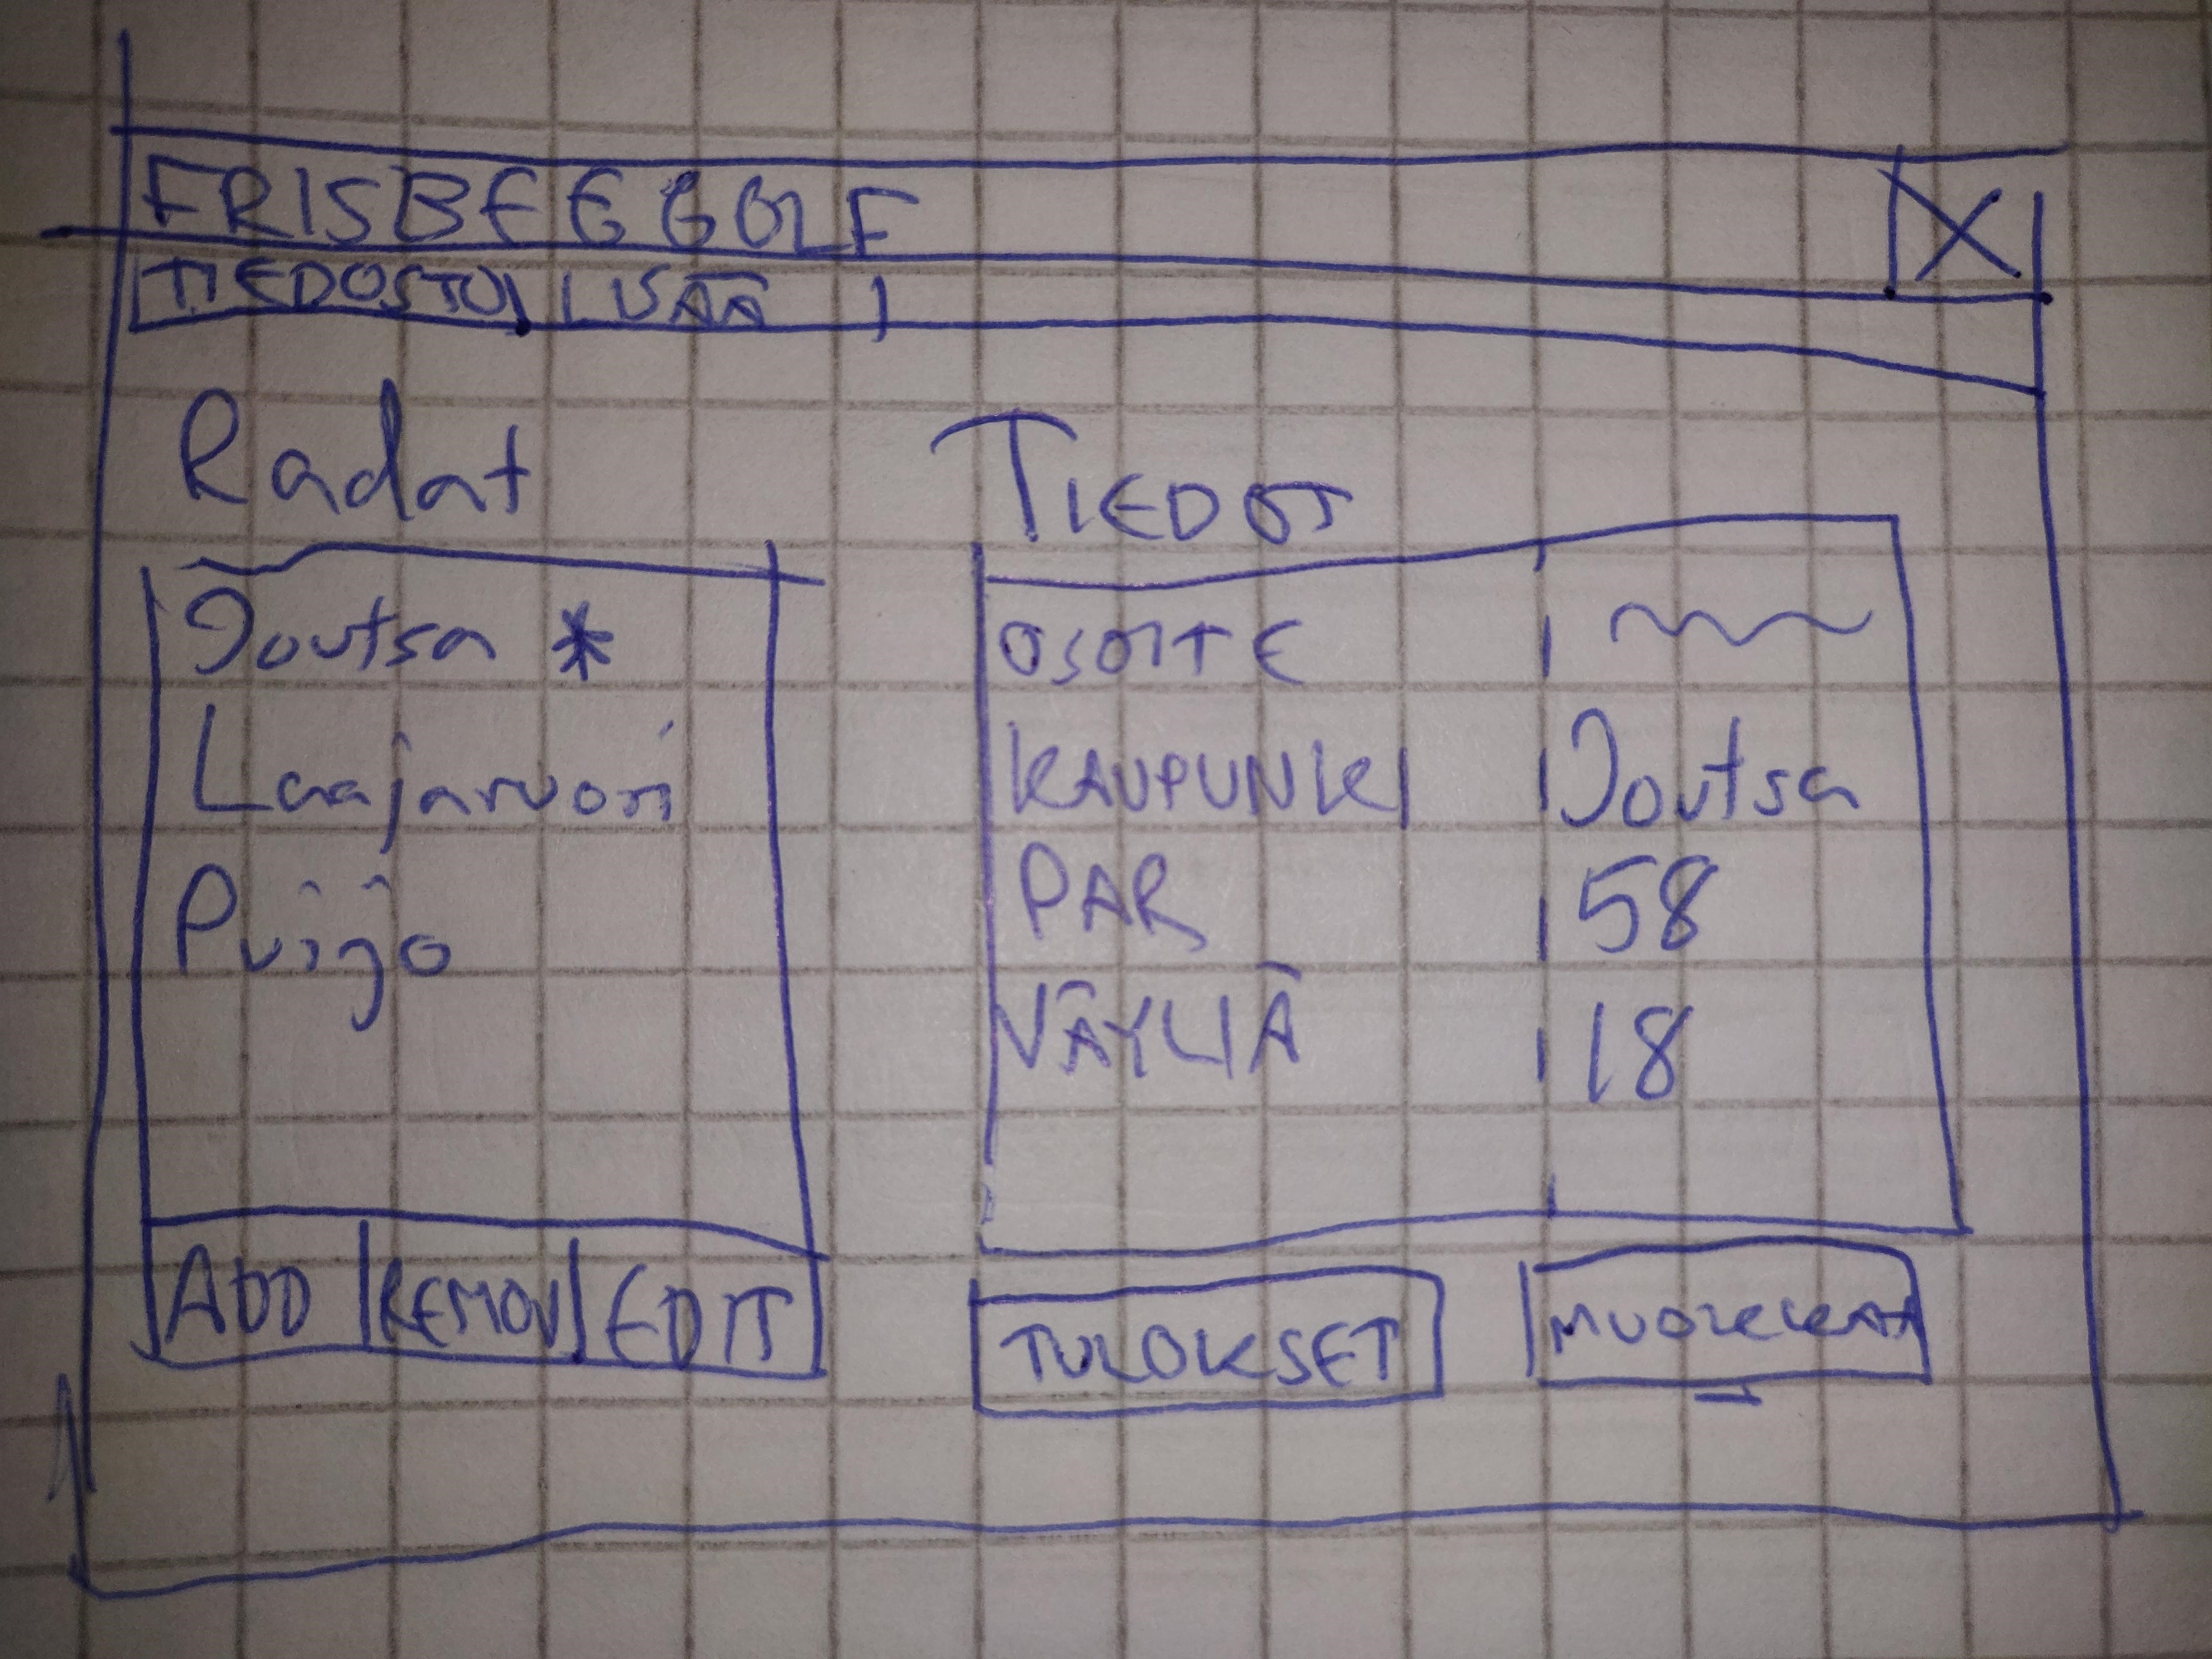 FRISBEEGOLF X
TIEDOSTO LISÄÄ
Radat
Joutsa *
Laajavuori
Puijo
ADD REMOV EDIT
TIEDOT
OSOITE
KAUPUNKI Joutsa
PAR 58
VÄYLIÄ 18
TULOKSET